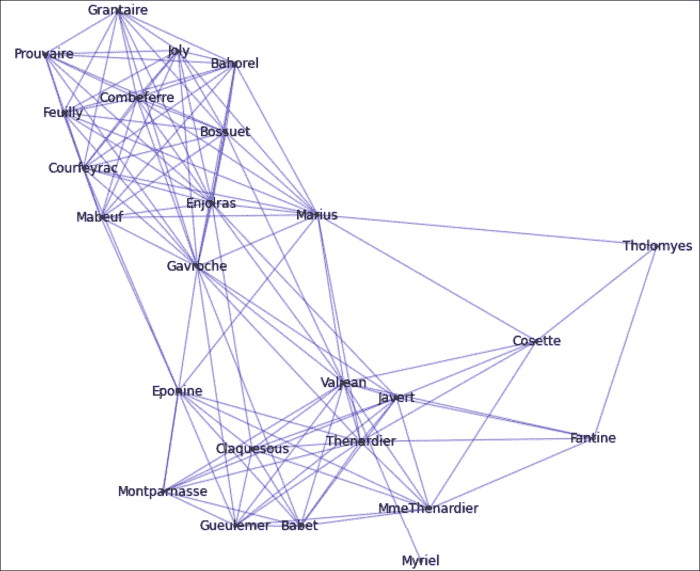 Grantaire
Prouvaire
Joly
Bahorel
Combeferre
Feuilly
Bossuet
Courfeyrac
Enjolras
Mabeuf
Marius
Tholomyes
Gavroche
Cosette
Valjean
Eponine
Javert
Thenardier
Fantine
Claquesous
Montparnasse
MmeThenardier
Gueulemer
Babet
Myriel